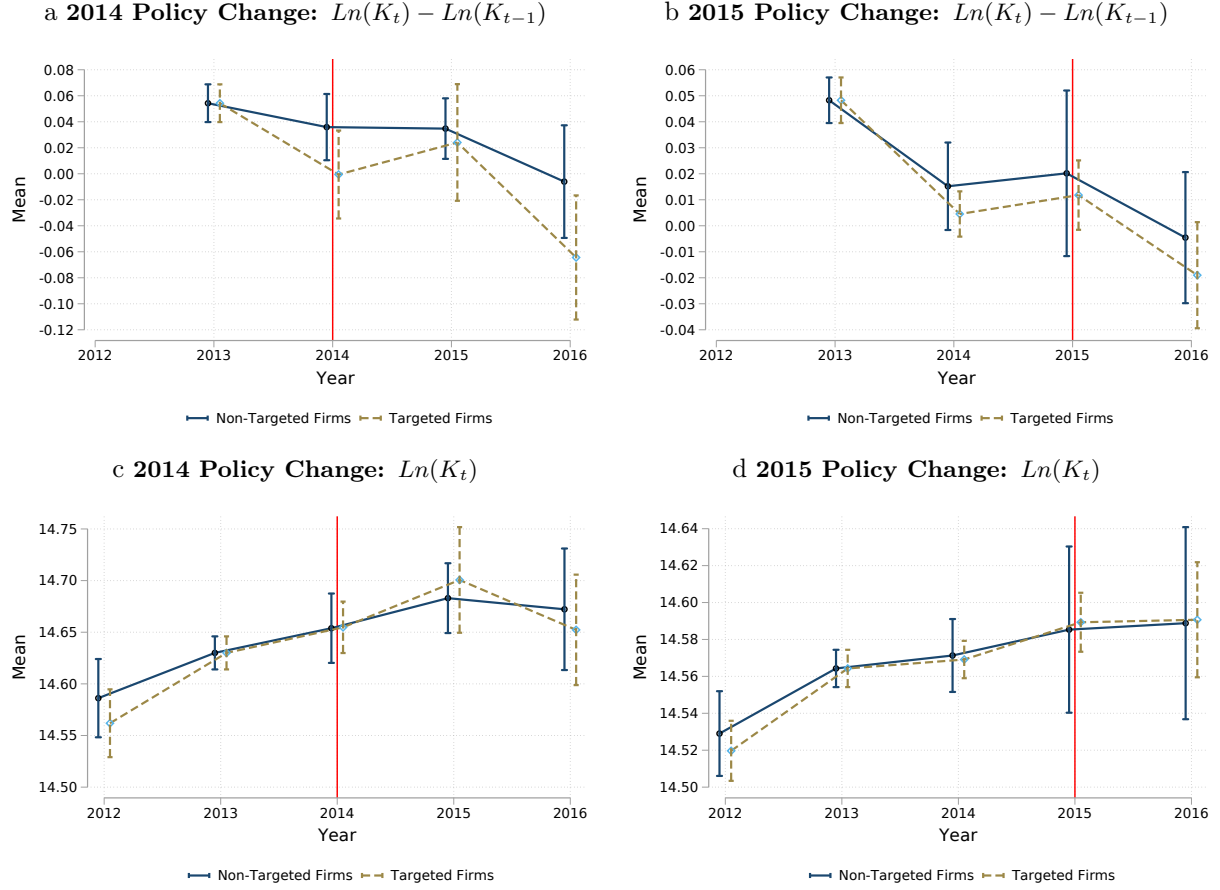 a 2014 Policy Change: Ln(K_t) − Ln(K_{t−1})
0.08
0.06
0.04
0.02
0.00
-0.02
-0.04
-0.06
-0.08
-0.10
-0.12
Mean
2012 2013 2014 2015 2016
Year
Non-Targeted Firms Targeted Firms
b 2015 Policy Change: Ln(K_t) − Ln(K_{t−1})
0.06
0.05
0.04
0.03
0.02
0.01
0.00
-0.01
-0.02
-0.03
-0.04
Mean
2012 2013 2014 2015 2016
Year
Non-Targeted Firms Targeted Firms
c 2014 Policy Change: Ln(K_t)
14.75
14.70
14.65
14.60
14.55
14.50
Mean
2012 2013 2014 2015 2016
Year
Non-Targeted Firms Targeted Firms
d 2015 Policy Change: Ln(K_t)
14.64
14.62
14.60
14.58
14.56
14.54
14.52
14.50
Mean
2012 2013 2014 2015 2016
Year
Non-Targeted Firms Targeted Firms